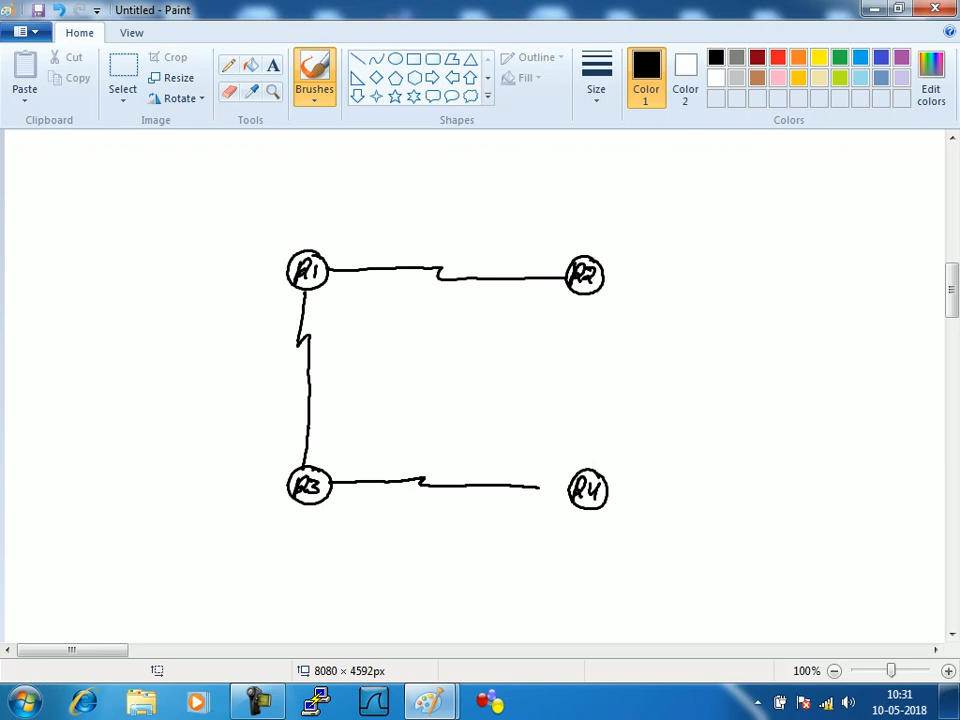 Untitled - Paint
Home View
Cut
Copy
Paste
Crop
Resize
Rotate
Select
A
Brushes
Outline
Fill
Size
Color 1
Color 2
Edit colors
Clipboard
Image
Tools
Shapes
Colors
R1
R2
R3
R4
8080 × 4592px
100%
10:31
10-05-2018